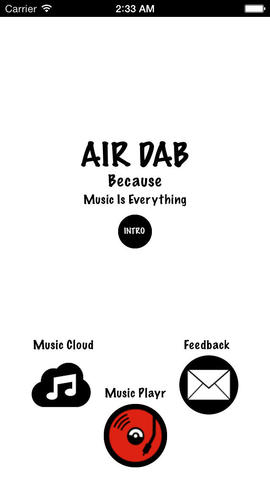 Carrier 2:33 AM
AIR DAB
Because
Music Is Everything
INTRO
Music Cloud
Feedback
Music Playr